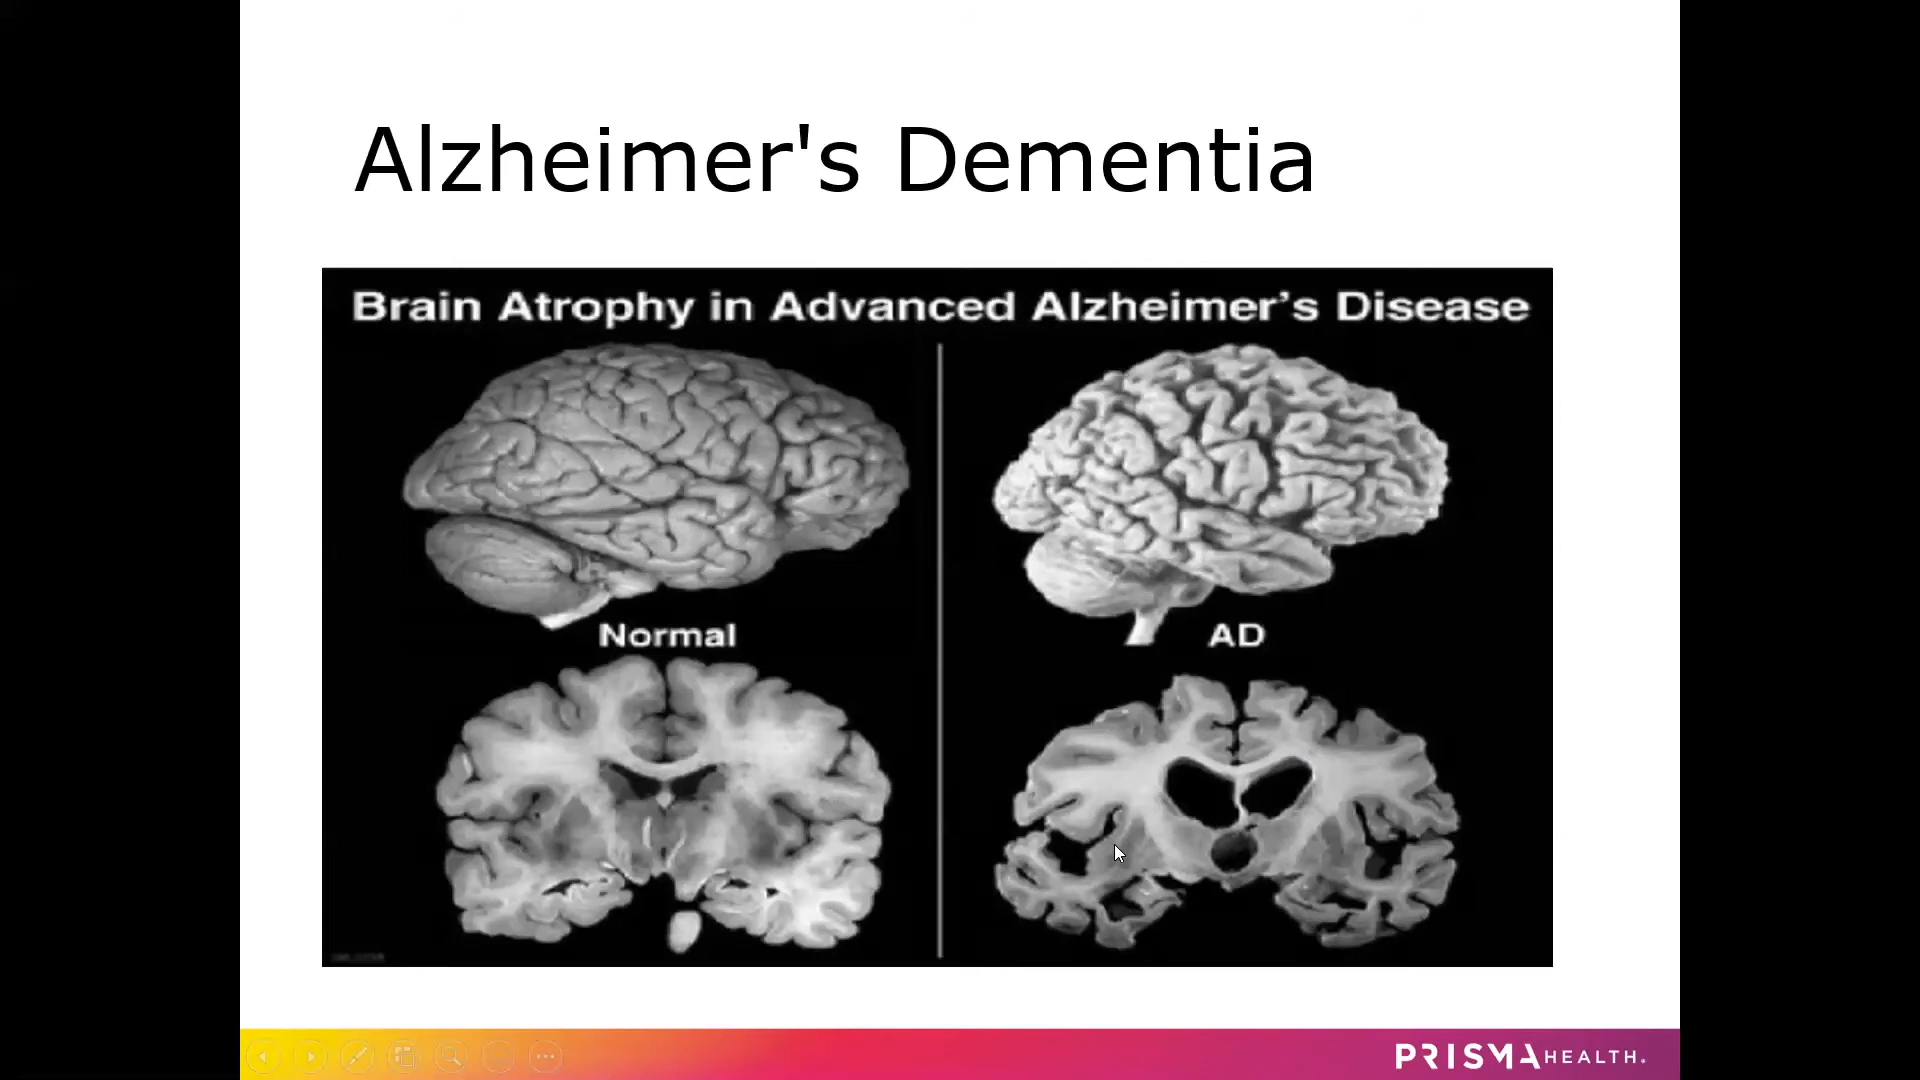 Alzheimer's Dementia
Brain Atrophy in Advanced Alzheimer's Disease
Normal
AD
PRISMA HEALTH.